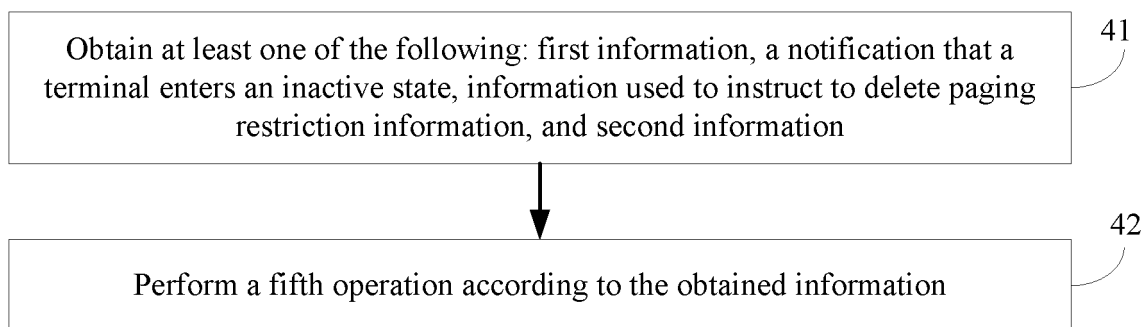 Obtain at least one of the following: first information, a notification that a
terminal enters an inactive state, information used to instruct to delete paging
restriction information, and second information
41
Perform a fifth operation according to the obtained information
42